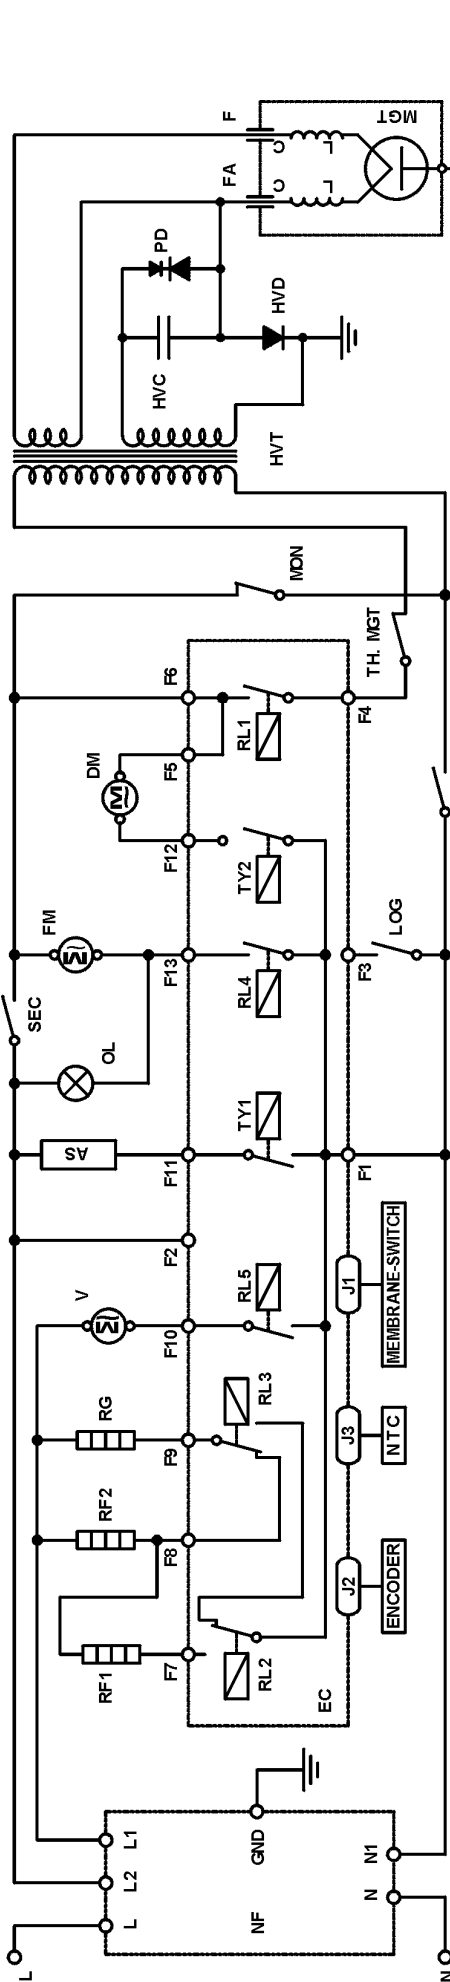 F
MGT
C
C
L
L
FA
PD
HVD
HVC
HVT
MON
TH. MGT
F6
F5
F4
DM
RL1
F12
TY2
FM
F13
RL4
F3
LOG
SEC
OL
AS
F11
TY1
F1
F2
V
F10
RL5
J1
MEMBRANE-SWITCH
RG
F9
RL3
J3
NTC
RF2
F8
J2
ENCODER
RF1
F7
RL2
EC
L1
L2
L
GND
NF
N1
N
L
N